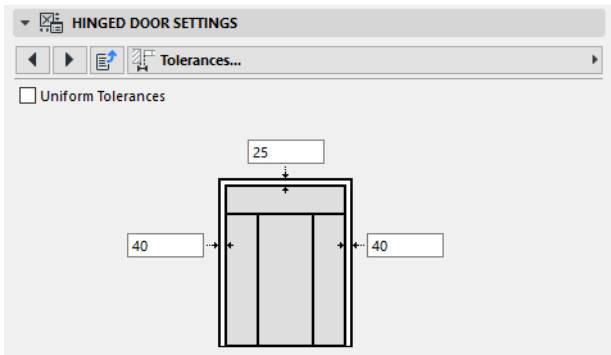 HINGED DOOR SETTINGS
Tolerances...
Uniform Tolerances
25
40 40